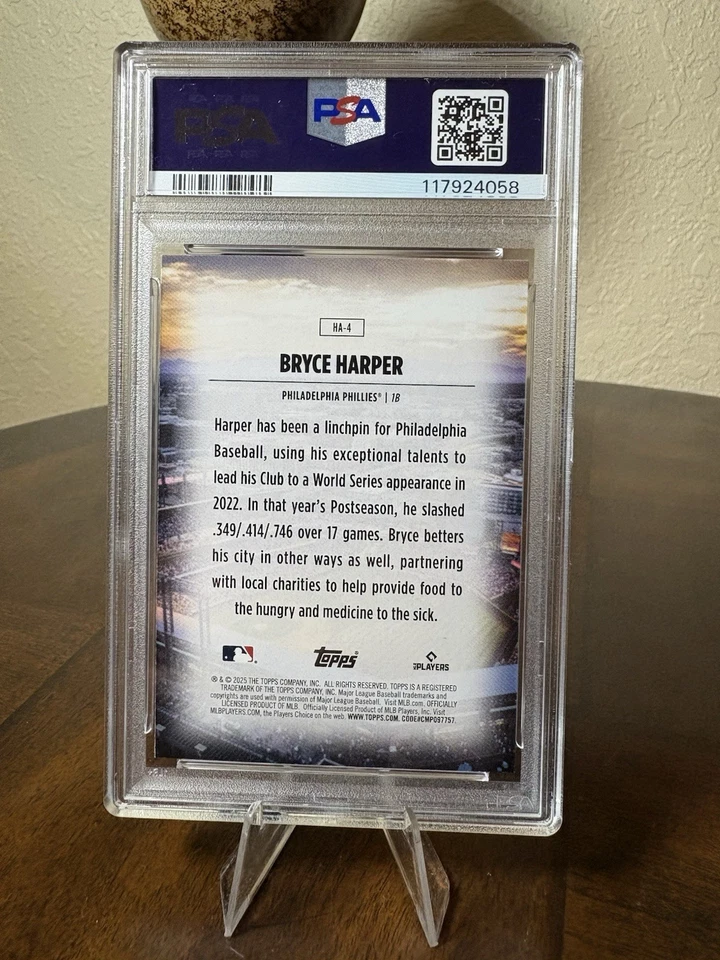 PSA
117924058
HA-4
BRYCE HARPER
PHILADELPHIA PHILLIES® | 1B
Harper has been a linchpin for Philadelphia
Baseball, using his exceptional talents to
lead his Club to a World Series appearance in
2022. In that year's Postseason, he slashed
.349/.414/.746 over 17 games. Bryce betters
his city in other ways as well, partnering
with local charities to help provide food to
the hungry and medicine to the sick.
topps®
PLAYERS
® & © 2025 THE TOPPS COMPANY, INC. ALL RIGHTS RESERVED. TOPPS IS A REGISTERED
TRADEMARK OF THE TOPPS COMPANY, INC. Major League Baseball trademarks and
copyrights are used with permission of Major League Baseball. Visit MLB.com. OFFICIALLY
LICENSED PRODUCT OF MLB. Officially Licensed Product of MLB Players, Inc. Visit
MLBPLAYERS.COM, the Players Choice on the web. WWW.TOPPS.COM. CODE#CMP097757.